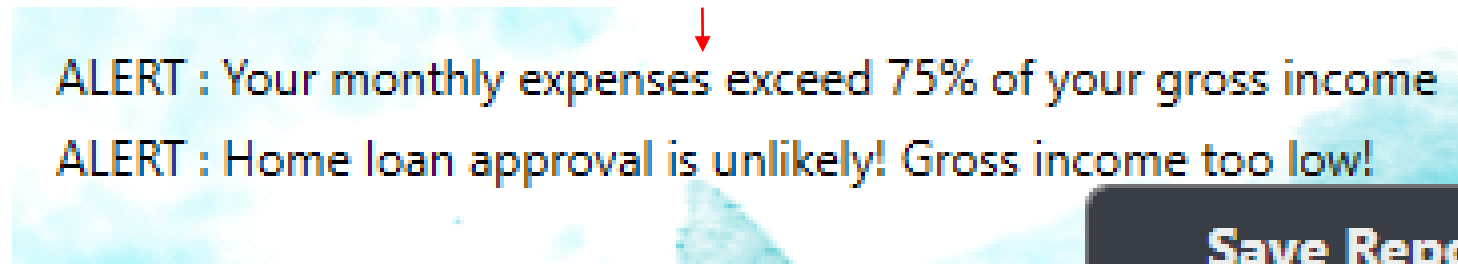 ALERT : Your monthly expenses exceed 75% of your gross income
ALERT : Home loan approval is unlikely! Gross income too low!
Save